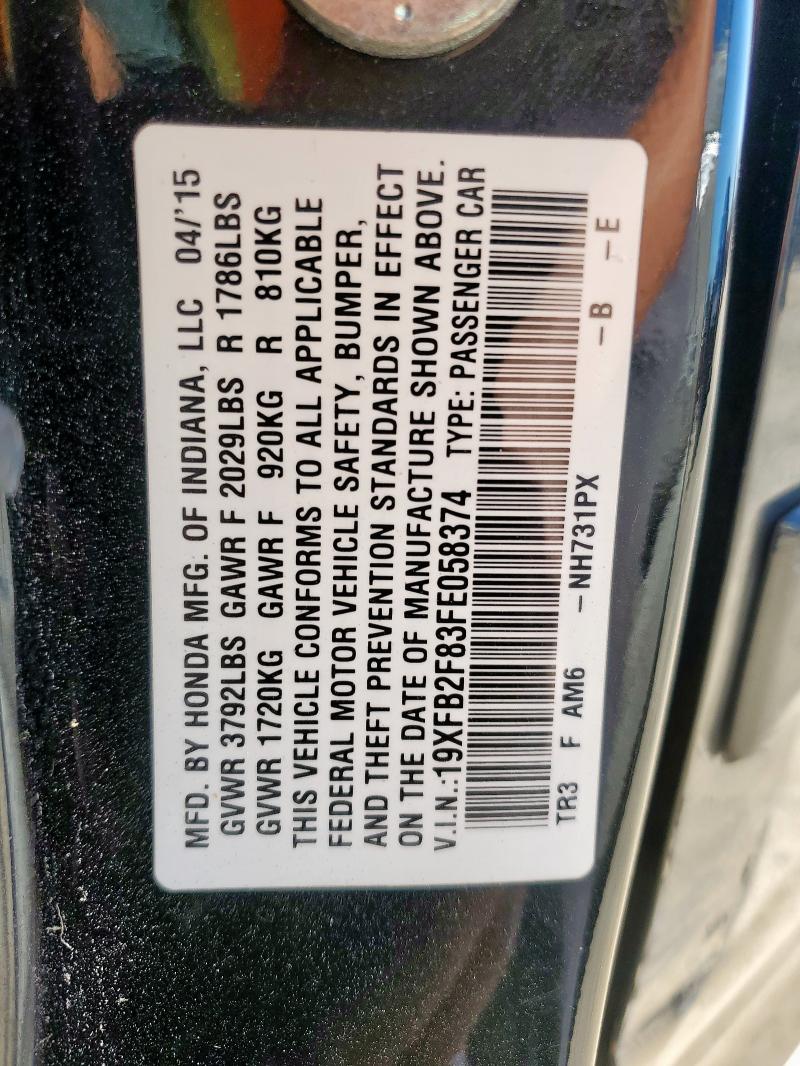 MFD. BY HONDA MFG. OF INDIANA, LLC 04/'15
GVWR 3792LBS GAWR F 2029LBS R 1786LBS
GVWR 1720KG GAWR F 920KG R 810KG
THIS VEHICLE CONFORMS TO ALL APPLICABLE
FEDERAL MOTOR VEHICLE SAFETY, BUMPER,
AND THEFT PREVENTION STANDARDS IN EFFECT
ON THE DATE OF MANUFACTURE SHOWN ABOVE.
V.I.N.:19XFB2F83FE058374 TYPE: PASSENGER CAR
TR3 F AM6 -NH731PX -B -E